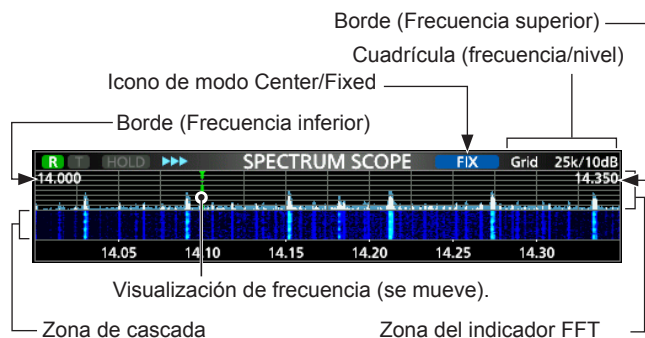 Borde (Frecuencia superior)
Cuadrícula (frecuencia/nivel)
Icono de modo Center/Fixed
Borde (Frecuencia inferior)
R T HOLD SPECTRUM SCOPE FIX Grid 25k/10dB
14.000 14.350
14.05 14.10 14.15 14.20 14.25 14.30
Visualización de frecuencia (se mueve).
Zona de cascada Zona del indicador FFT